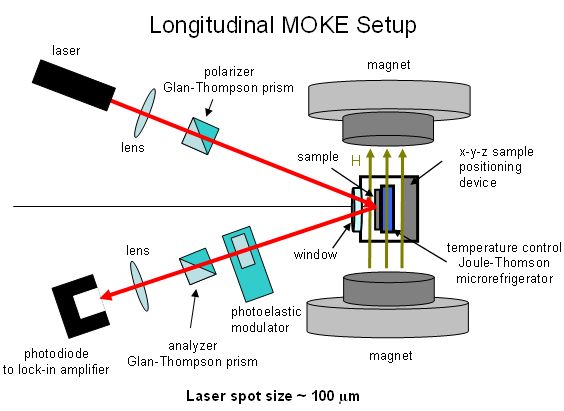 Longitudinal MOKE Setup
laser
polarizer
Glan-Thompson prism
magnet
lens
sample
H
x-y-z sample
positioning
device
window
lens
temperature control
Joule-Thomson
microrefrigerator
photoelastic
modulator
analyzer
Glan-Thompson prism
photodiode
to lock-in amplifier
magnet
Laser spot size ~ 100 μm